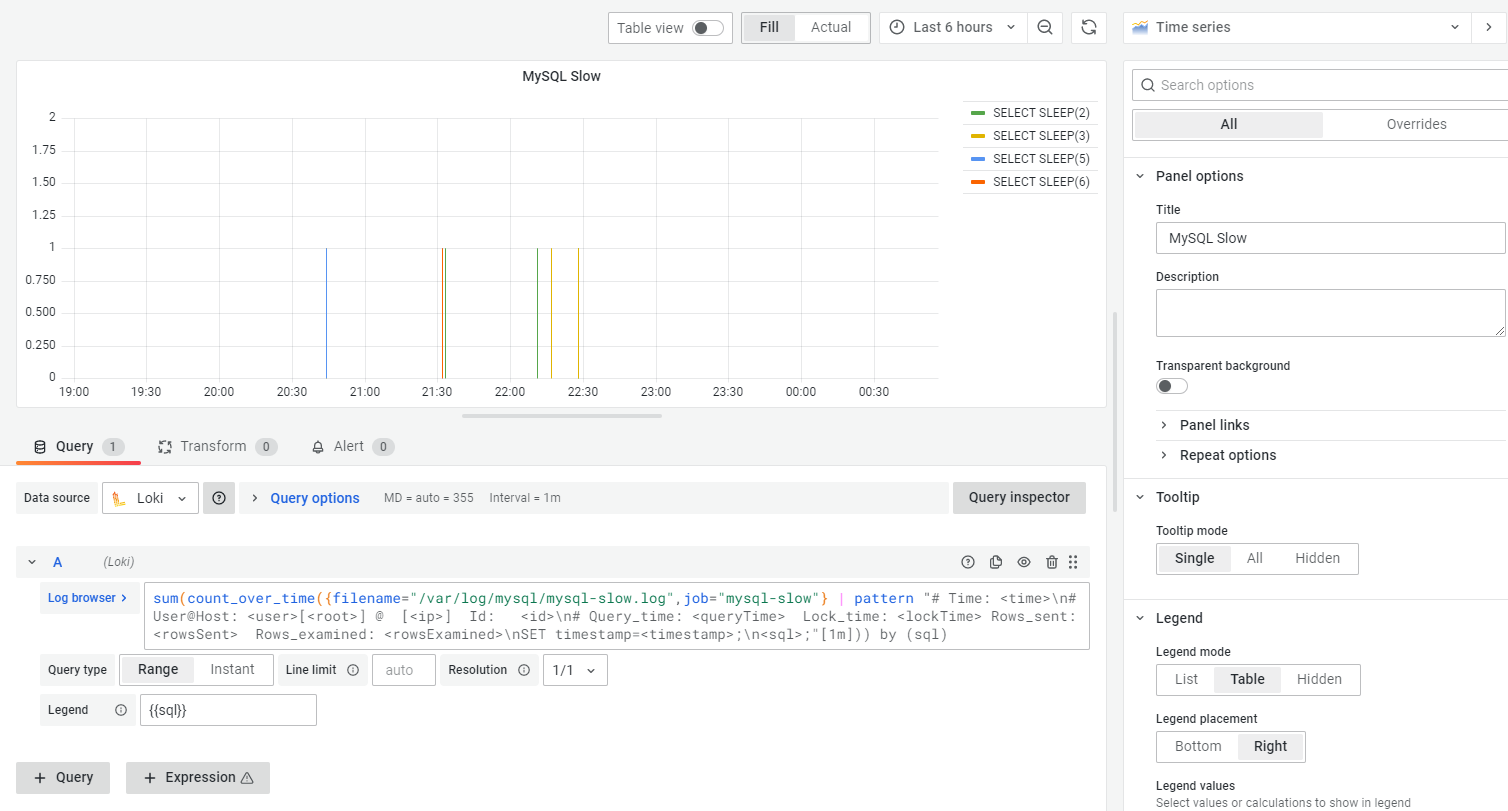 Table view
Fill
Actual
Last 6 hours
Time series
MySQL Slow
2
1.75
1.50
1.25
1
0.750
0.500
0.250
0
19:00
19:30
20:00
20:30
21:00
21:30
22:00
22:30
23:00
23:30
00:00
00:30
SELECT SLEEP(2)
SELECT SLEEP(3)
SELECT SLEEP(5)
SELECT SLEEP(6)
Query 1
Transform 0
Alert 0
Data source
Loki
Query options
MD = auto = 355
Interval = 1m
Query inspector
A
(Loki)
Log browser
sum(count_over_time({filename="/var/log/mysql/mysql-slow.log",job="mysql-slow"} | pattern "# Time: <time>\n#
User@Host: <user>[<root>] @  [<ip>]  Id:   <id>\n# Query_time: <queryTime>  Lock_time: <lockTime> Rows_sent:
<rowsSent>  Rows_examined: <rowsExamined>\nSET timestamp=<timestamp>;\n<sql>;"[1m])) by (sql)
Query type
Range
Instant
Line limit
auto
Resolution
1/1
Legend
{{sql}}
+ Query
+ Expression
Search options
All
Overrides
Panel options
Title
MySQL Slow
Description
Transparent background
Panel links
Repeat options
Tooltip
Tooltip mode
Single
All
Hidden
Legend
Legend mode
List
Table
Hidden
Legend placement
Bottom
Right
Legend values
Select values or calculations to show in legend